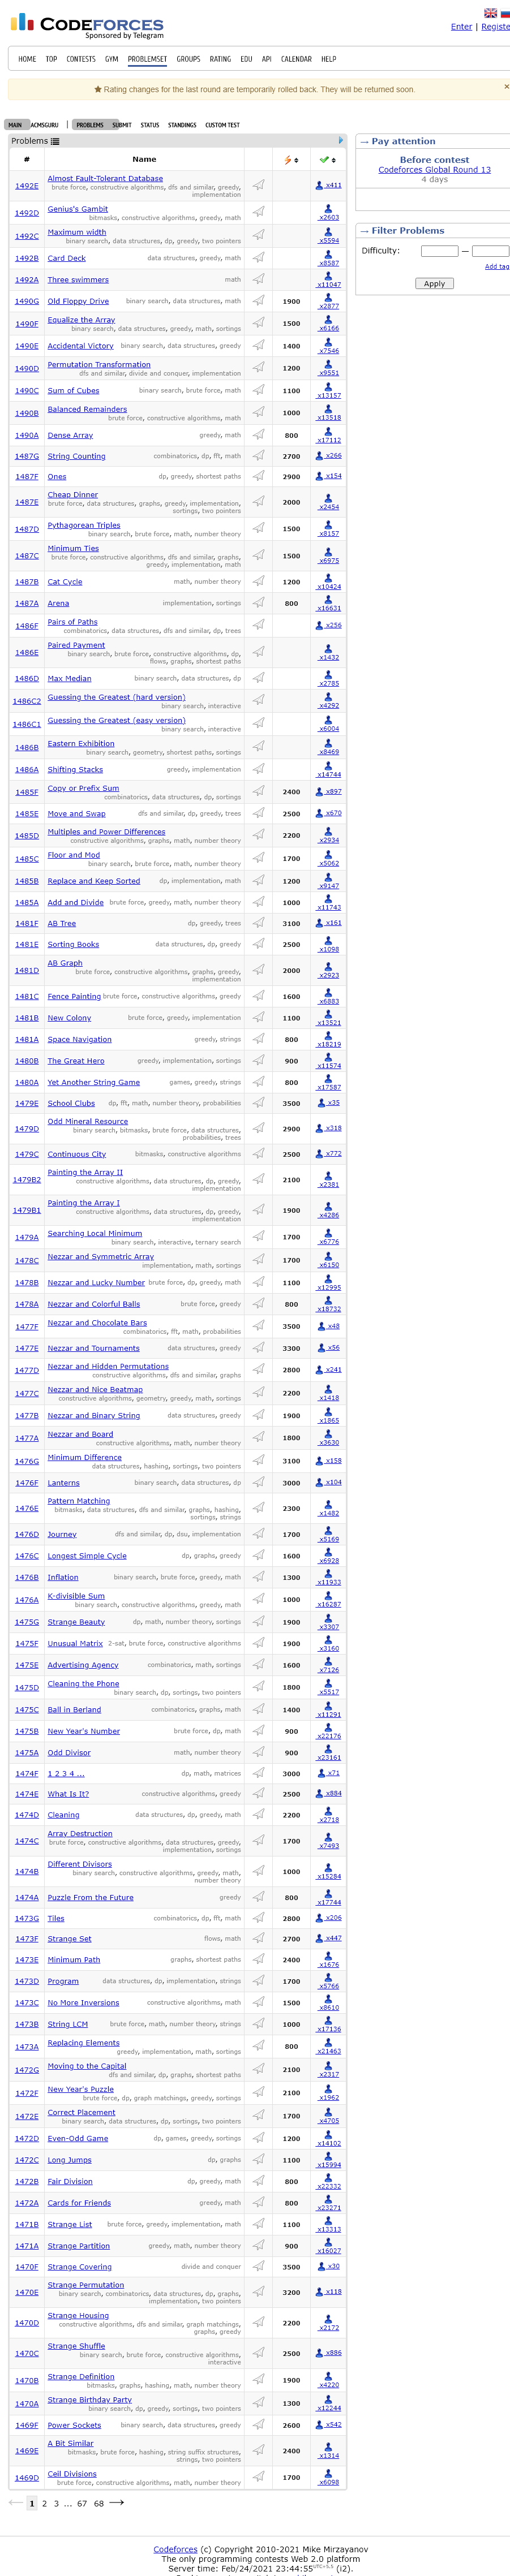 CODEFORCES
Sponsored by Telegram
Enter | Registe
HOME TOP CONTESTS GYM PROBLEMSET GROUPS RATING EDU API CALENDAR HELP
Rating changes for the last round are temporarily rolled back. They will be returned soon. ×
MAIN ACMSGURU | PROBLEMS SUBMIT STATUS STANDINGS CUSTOM TEST
Problems
# Name
1492E Almost Fault-Tolerant Database x411
brute force, constructive algorithms, dfs and similar, greedy, implementation
1492D Genius's Gambit x2603
bitmasks, constructive algorithms, greedy, math
1492C Maximum width x5594
binary search, data structures, dp, greedy, two pointers
1492B Card Deck data structures, greedy, math x8587
1492A Three swimmers math x11047
1490G Old Floppy Drive binary search, data structures, math 1900 x2877
1490F Equalize the Array 1500 x6166
binary search, data structures, greedy, math, sortings
1490E Accidental Victory binary search, data structures, greedy 1400 x7546
1490D Permutation Transformation 1200 x9551
dfs and similar, divide and conquer, implementation
1490C Sum of Cubes binary search, brute force, math 1100 x13157
1490B Balanced Remainders 1000 x13518
brute force, constructive algorithms, math
1490A Dense Array greedy, math 800 x17112
1487G String Counting combinatorics, dp, fft, math 2700 x266
1487F Ones dp, greedy, shortest paths 2900 x154
1487E Cheap Dinner 2000 x2454
brute force, data structures, graphs, greedy, implementation, sortings, two pointers
1487D Pythagorean Triples 1500 x8157
binary search, brute force, math, number theory
1487C Minimum Ties 1500 x6975
brute force, constructive algorithms, dfs and similar, graphs, greedy, implementation, math
1487B Cat Cycle math, number theory 1200 x10424
1487A Arena implementation, sortings 800 x16631
1486F Pairs of Paths x256
combinatorics, data structures, dfs and similar, dp, trees
1486E Paired Payment x1432
binary search, brute force, constructive algorithms, dp, flows, graphs, shortest paths
1486D Max Median binary search, data structures, dp x2785
1486C2 Guessing the Greatest (hard version) x4292
binary search, interactive
1486C1 Guessing the Greatest (easy version) x6004
binary search, interactive
1486B Eastern Exhibition x8469
binary search, geometry, shortest paths, sortings
1486A Shifting Stacks greedy, implementation x14744
1485F Copy or Prefix Sum 2400 x897
combinatorics, data structures, dp, sortings
1485E Move and Swap dfs and similar, dp, greedy, trees 2500 x670
1485D Multiples and Power Differences 2200 x2934
constructive algorithms, graphs, math, number theory
1485C Floor and Mod 1700 x5062
binary search, brute force, math, number theory
1485B Replace and Keep Sorted dp, implementation, math 1200 x9147
1485A Add and Divide brute force, greedy, math, number theory 1000 x11743
1481F AB Tree dp, greedy, trees 3100 x161
1481E Sorting Books data structures, dp, greedy 2500 x1098
1481D AB Graph 2000 x2923
brute force, constructive algorithms, graphs, greedy, implementation
1481C Fence Painting brute force, constructive algorithms, greedy 1600 x6883
1481B New Colony brute force, greedy, implementation 1100 x13521
1481A Space Navigation greedy, strings 800 x18219
1480B The Great Hero greedy, implementation, sortings 900 x11574
1480A Yet Another String Game games, greedy, strings 800 x17587
1479E School Clubs dp, fft, math, number theory, probabilities 3500 x35
1479D Odd Mineral Resource 2900 x318
binary search, bitmasks, brute force, data structures, probabilities, trees
1479C Continuous City bitmasks, constructive algorithms 2500 x772
1479B2 Painting the Array II 2100 x2381
constructive algorithms, data structures, dp, greedy, implementation
1479B1 Painting the Array I 1900 x4286
constructive algorithms, data structures, dp, greedy, implementation
1479A Searching Local Minimum 1700 x6776
binary search, interactive, ternary search
1478C Nezzar and Symmetric Array 1700 x6150
implementation, math, sortings
1478B Nezzar and Lucky Number brute force, dp, greedy, math 1100 x12995
1478A Nezzar and Colorful Balls brute force, greedy 800 x18732
1477F Nezzar and Chocolate Bars 3500 x48
combinatorics, fft, math, probabilities
1477E Nezzar and Tournaments data structures, greedy 3300 x56
1477D Nezzar and Hidden Permutations 2800 x241
constructive algorithms, dfs and similar, graphs
1477C Nezzar and Nice Beatmap 2200 x1418
constructive algorithms, geometry, greedy, math, sortings
1477B Nezzar and Binary String data structures, greedy 1900 x1865
1477A Nezzar and Board 1800 x3630
constructive algorithms, math, number theory
1476G Minimum Difference 3100 x158
data structures, hashing, sortings, two pointers
1476F Lanterns binary search, data structures, dp 3000 x104
1476E Pattern Matching 2300 x1482
bitmasks, data structures, dfs and similar, graphs, hashing, sortings, strings
1476D Journey dfs and similar, dp, dsu, implementation 1700 x5169
1476C Longest Simple Cycle dp, graphs, greedy 1600 x6928
1476B Inflation binary search, brute force, greedy, math 1300 x11933
1476A K-divisible Sum 1000 x16287
binary search, constructive algorithms, greedy, math
1475G Strange Beauty dp, math, number theory, sortings 1900 x3307
1475F Unusual Matrix 2-sat, brute force, constructive algorithms 1900 x3160
1475E Advertising Agency combinatorics, math, sortings 1600 x7126
1475D Cleaning the Phone 1800 x5517
binary search, dp, sortings, two pointers
1475C Ball in Berland combinatorics, graphs, math 1400 x11291
1475B New Year's Number brute force, dp, math 900 x22176
1475A Odd Divisor math, number theory 900 x23161
1474F 1 2 3 4 ... dp, math, matrices 3000 x71
1474E What Is It? constructive algorithms, greedy 2500 x884
1474D Cleaning data structures, dp, greedy, math 2200 x2718
1474C Array Destruction 1700 x7493
brute force, constructive algorithms, data structures, greedy, implementation, sortings
1474B Different Divisors 1000 x15284
binary search, constructive algorithms, greedy, math, number theory
1474A Puzzle From the Future greedy 800 x17744
1473G Tiles combinatorics, dp, fft, math 2800 x206
1473F Strange Set flows, math 2700 x447
1473E Minimum Path graphs, shortest paths 2400 x1676
1473D Program data structures, dp, implementation, strings 1700 x5766
1473C No More Inversions constructive algorithms, math 1500 x8610
1473B String LCM brute force, math, number theory, strings 1000 x17136
1473A Replacing Elements 800 x21463
greedy, implementation, math, sortings
1472G Moving to the Capital 2100 x2317
dfs and similar, dp, graphs, shortest paths
1472F New Year's Puzzle 2100 x1962
brute force, dp, graph matchings, greedy, sortings
1472E Correct Placement 1700 x4705
binary search, data structures, dp, sortings, two pointers
1472D Even-Odd Game dp, games, greedy, sortings 1200 x14102
1472C Long Jumps dp, graphs 1100 x15994
1472B Fair Division dp, greedy, math 800 x22332
1472A Cards for Friends greedy, math 800 x23271
1471B Strange List brute force, greedy, implementation, math 1100 x13313
1471A Strange Partition greedy, math, number theory 900 x16027
1470F Strange Covering divide and conquer 3500 x30
1470E Strange Permutation 3200 x118
binary search, combinatorics, data structures, dp, graphs, implementation, two pointers
1470D Strange Housing 2200 x2172
constructive algorithms, dfs and similar, graph matchings, graphs, greedy
1470C Strange Shuffle 2500 x886
binary search, brute force, constructive algorithms, interactive
1470B Strange Definition 1900 x4220
bitmasks, graphs, hashing, math, number theory
1470A Strange Birthday Party 1300 x12244
binary search, dp, greedy, sortings, two pointers
1469F Power Sockets binary search, data structures, greedy 2600 x542
1469E A Bit Similar 2400 x1314
bitmasks, brute force, hashing, string suffix structures, strings, two pointers
1469D Ceil Divisions 1700 x6098
brute force, constructive algorithms, math, number theory
← 1 2 3 ... 67 68 →
→ Pay attention
Before contest
Codeforces Global Round 13
4 days
→ Filter Problems
Difficulty: —
Add tag
Apply
Codeforces (c) Copyright 2010-2021 Mike Mirzayanov
The only programming contests Web 2.0 platform
Server time: Feb/24/2021 23:44:55 UTC+5.5 (i2).